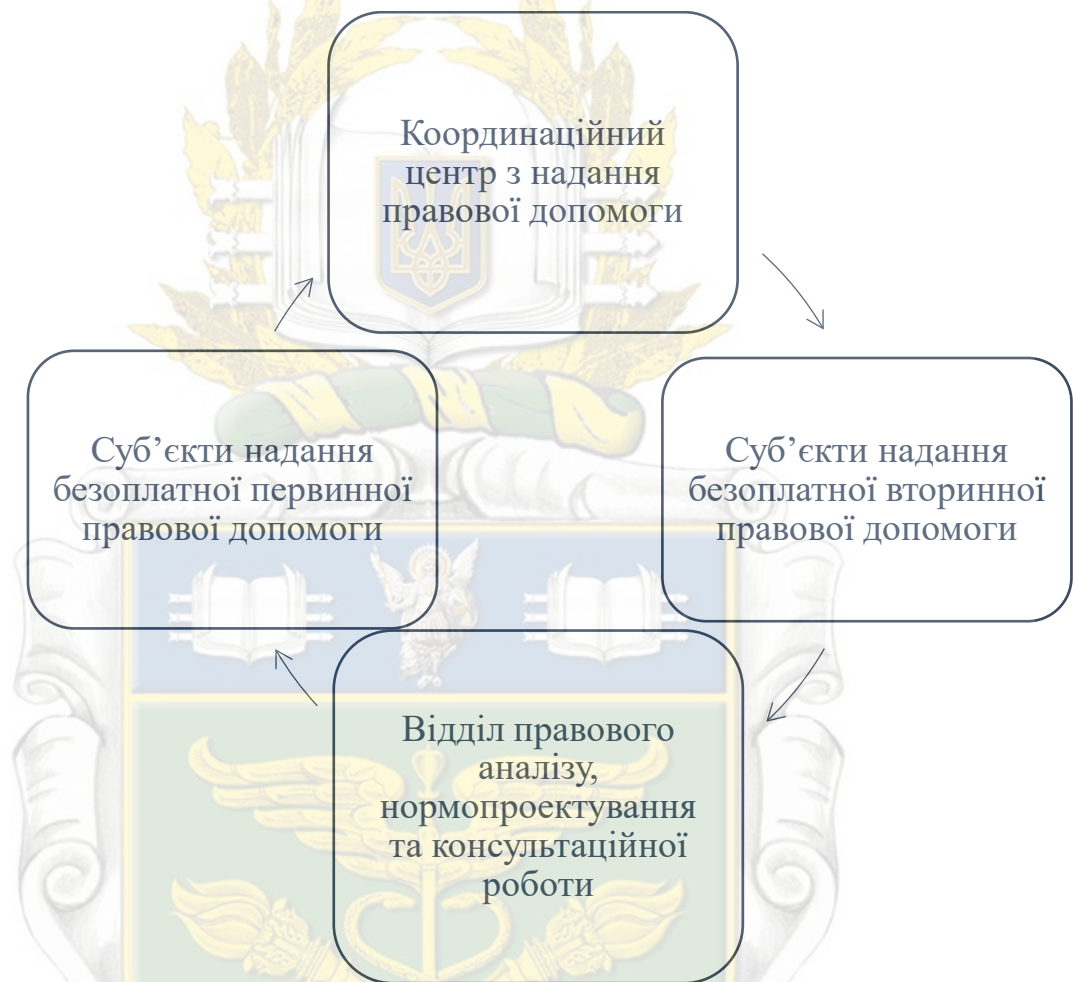 Координаційний
центр з надання
правової допомоги
Суб’єкти надання
безоплатної первинної
правової допомоги
Суб’єкти надання
безоплатної вторинної
правової допомоги
Відділ правового
аналізу,
нормопроектування
та консультаційної
роботи